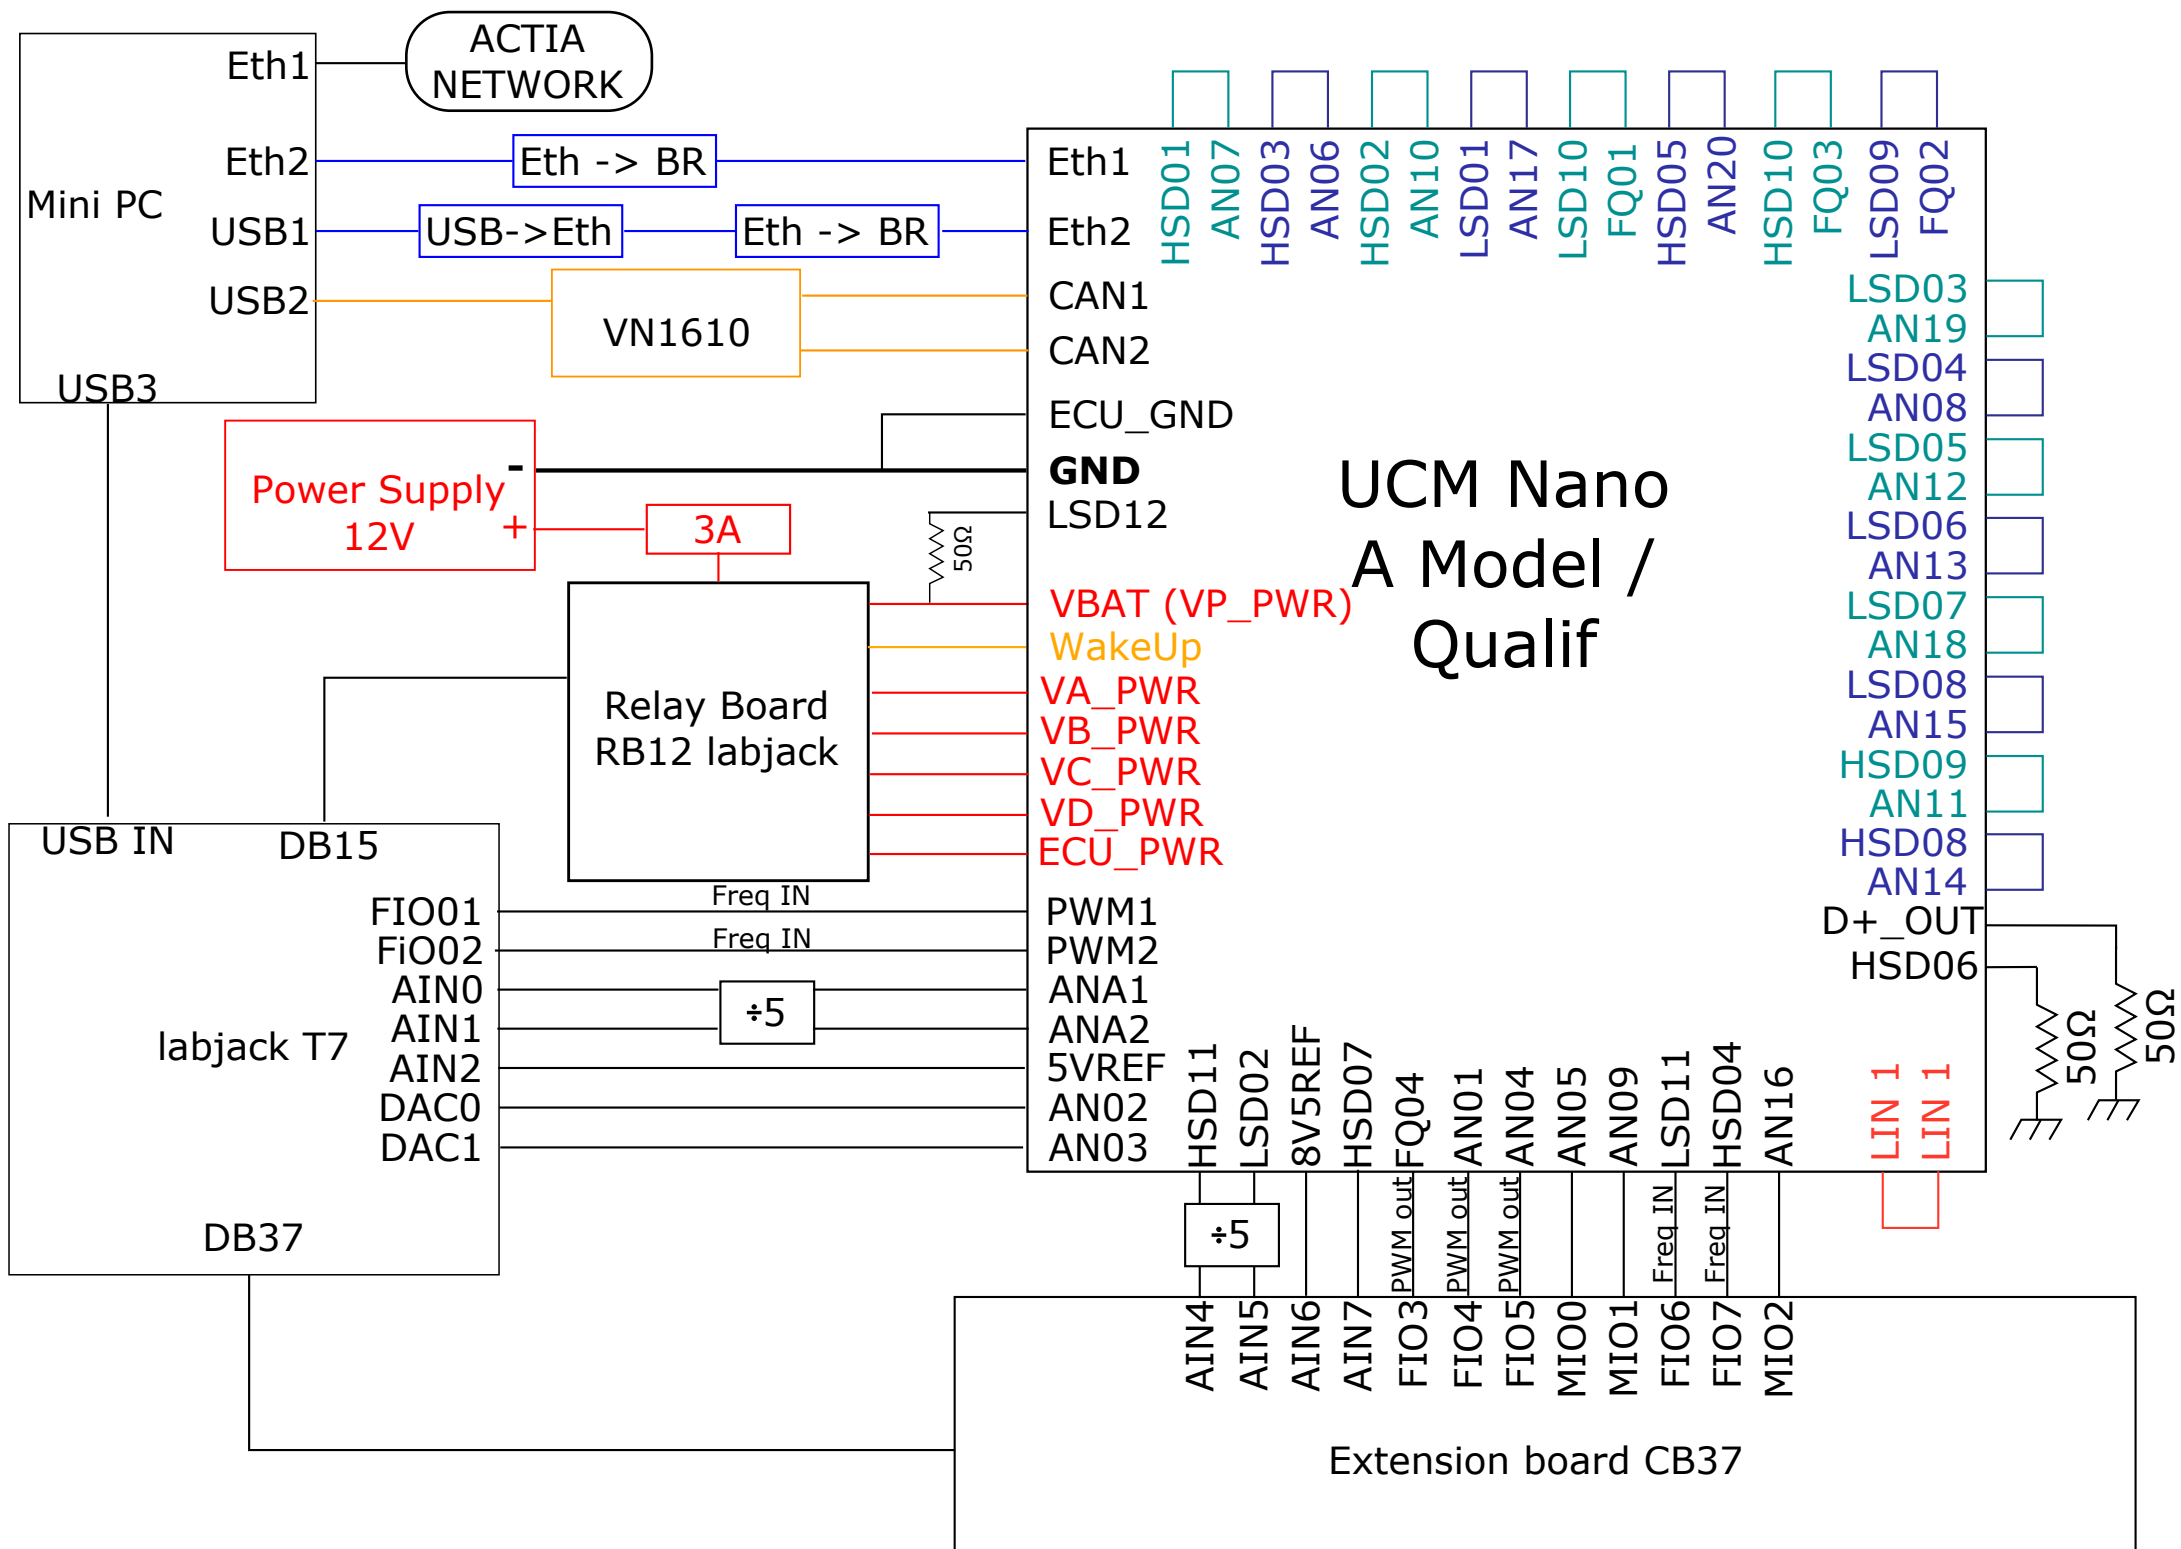 ACTIA
NETWORK
Eth1
Eth2
Mini PC
USB1
USB2
USB3
Eth -> BR
USB->Eth
Eth -> BR
VN1610
Power Supply
12V
-
+
3A
50Ω
Relay Board
RB12 labjack
USB IN
DB15
FIO01
FiO02
AIN0
AIN1
labjack T7
AIN2
DAC0
DAC1
DB37
Freq IN
Freq IN
÷5
Eth1
Eth2
CAN1
CAN2
ECU_GND
GND
LSD12
VBAT (VP_PWR)
WakeUp
VA_PWR
VB_PWR
VC_PWR
VD_PWR
ECU_PWR
PWM1
PWM2
ANA1
ANA2
5VREF
AN02
AN03
UCM Nano
A Model /
Qualif
HSD01
AN07
HSD03
AN06
HSD02
AN10
LSD01
AN17
LSD10
FQ01
HSD05
AN20
HSD10
FQ03
LSD09
FQ02
LSD03
AN19
LSD04
AN08
LSD05
AN12
LSD06
AN13
LSD07
AN18
LSD08
AN15
HSD09
AN11
HSD08
AN14
D+_OUT
HSD06
50Ω
50Ω
HSD11
LSD02
8V5REF
HSD07
FQ04
AN01
AN04
AN05
AN09
LSD11
HSD04
AN16
LIN 1
LIN 1
÷5
PWM out
PWM out
PWM out
Freq IN
Freq IN
AIN4
AIN5
AIN6
AIN7
FIO3
FIO4
FIO5
MIO0
MIO1
FIO6
FIO7
MIO2
Extension board CB37